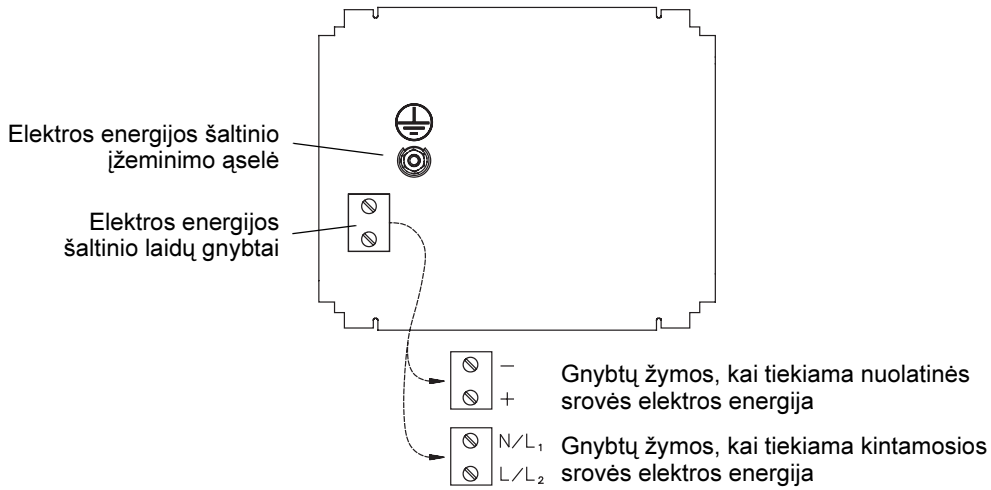 Elektros energijos šaltinio
įžeminimo ąselė
Elektros energijos
šaltinio laidų gnybtai
−
+
Gnybtų žymos, kai tiekiama nuolatinės
srovės elektros energija
N/L₁
L/L₂
Gnybtų žymos, kai tiekiama kintamosios
srovės elektros energija